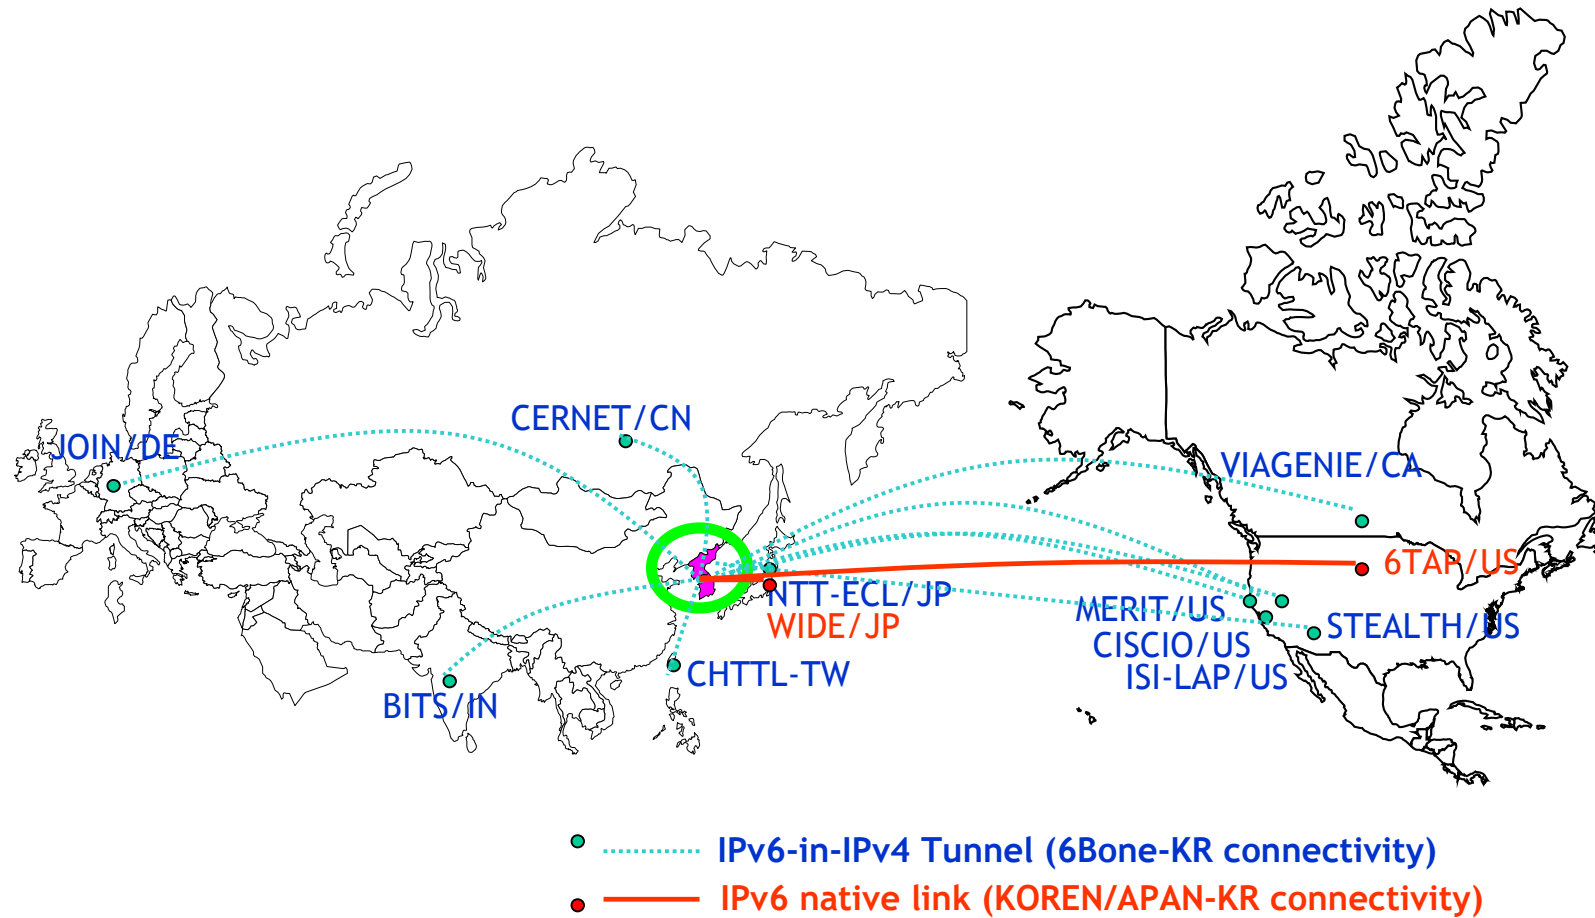 CERNET/CN
JOIN/DE
VIAGENIE/CA
6TAP/US
NTT-ECL/JP
MERIT/US
WIDE/JP
STEALTH/US
CISCIO/US
CHTTL-TW
ISI-LAP/US
BITS/IN
IPv6-in-IPv4 Tunnel (6Bone-KR connectivity)
IPv6 native link (KOREN/APAN-KR connectivity)